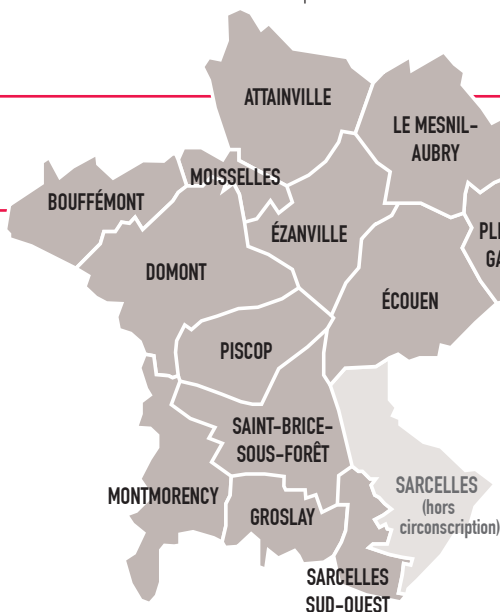 ATTAINVILLE
LE MESNIL-
AUBRY
MOISSELLES
BOUFFÉMONT
ÉZANVILLE
DOMONT
ÉCOUEN
PISCOP
SAINT-BRICE-
SOUS-FORÊT
SARCELLES
(hors
circonscription)
MONTMORENCY
GROSLAY
SARCELLES
SUD-OUEST